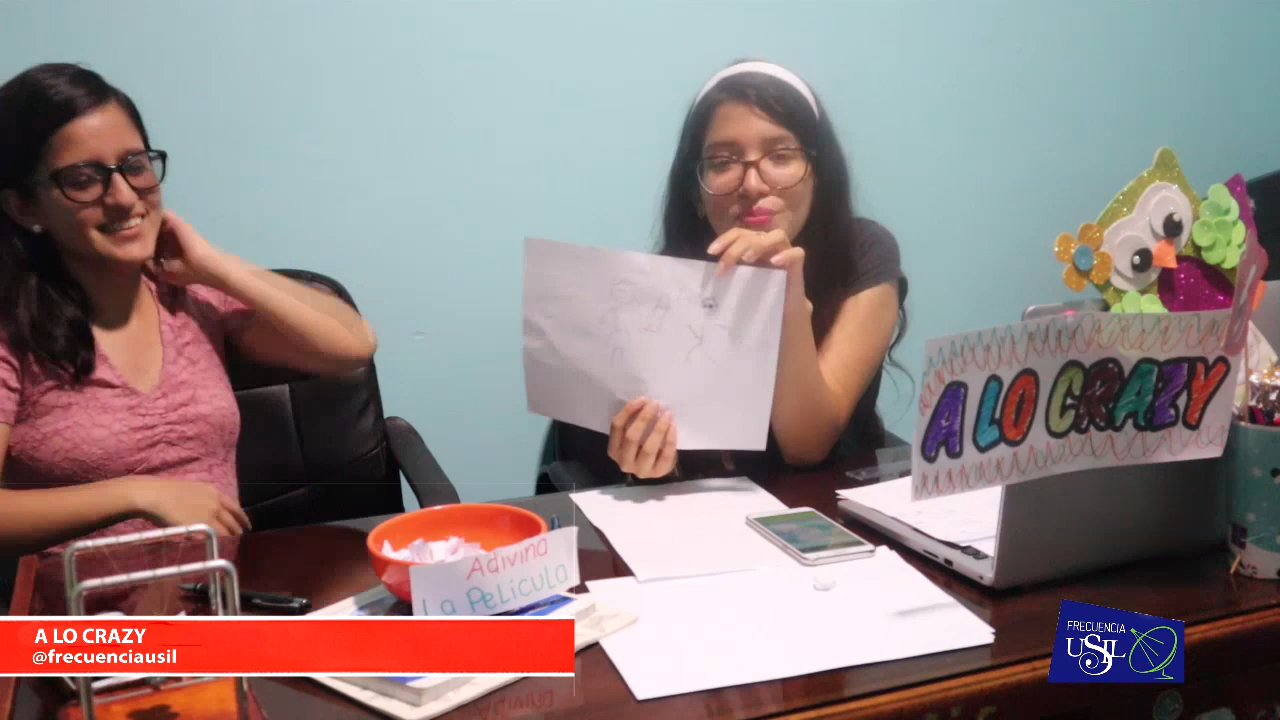 A LO CRAZY
Adivina
La Pelicula
A LO CRAZY
@frecuenciausil
FRECUENCIA
USIL